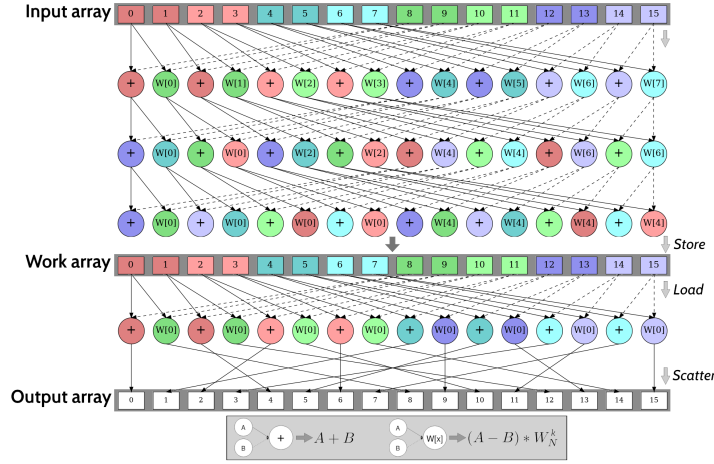 Input array 0 1 2 3 4 5 6 7 8 9 10 11 12 13 14 15
+ W[0] + W[1] + W[2] + W[3] + W[4] + W[5] + W[6] + W[7]
+ W[0] + W[0] + W[2] + W[2] + W[4] + W[4] + W[6] + W[6]
+ W[0] + W[0] + W[0] + W[0] + W[4] + W[4] + W[4] + W[4]
Store
Work array 0 1 2 3 4 5 6 7 8 9 10 11 12 13 14 15
Load
+ W[0] + W[0] + W[0] + W[0] + W[0] + W[0] + W[0] + W[0]
Scatter
Output array 0 1 2 3 4 5 6 7 8 9 10 11 12 13 14 15
A B + A + B
A B W[x] (A − B) ∗ W_N^k